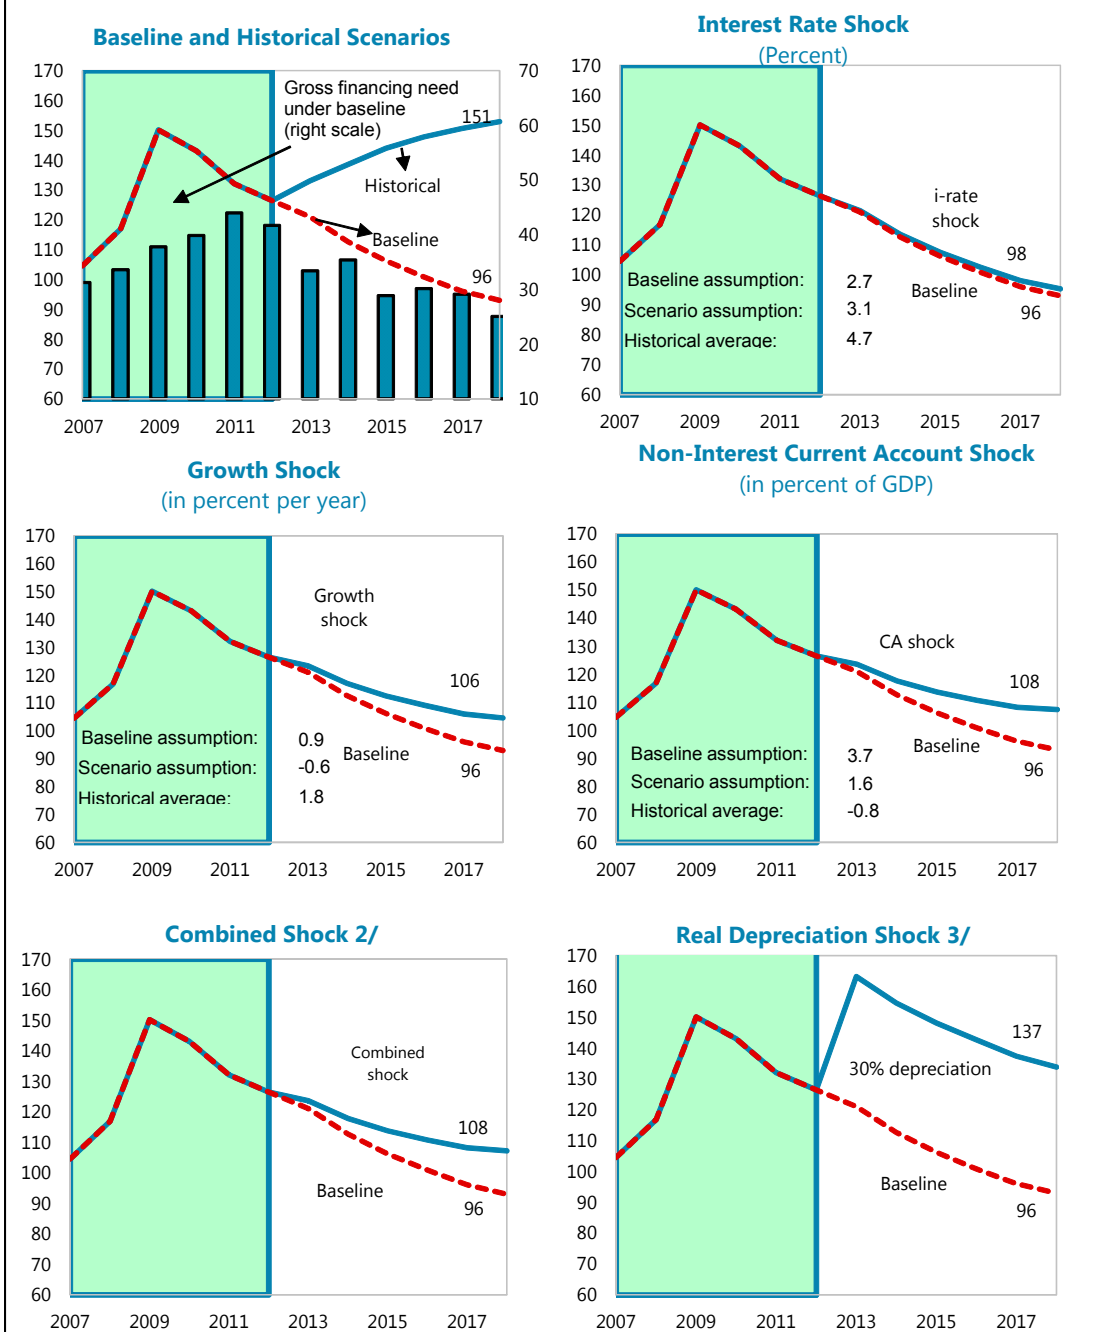 Baseline and Historical Scenarios
170
160
150
140
130
120
110
100
90
80
70
60
70
60
50
40
30
20
10
Gross financing need
under baseline
(right scale)
151
Historical
Baseline
96
2007 2009 2011 2013 2015 2017
Interest Rate Shock
(Percent)
170
160
150
140
130
120
110
100
90
80
70
60
i-rate
shock
98
Baseline
96
Baseline assumption: 2.7
Scenario assumption: 3.1
Historical average: 4.7
2007 2009 2011 2013 2015 2017
Growth Shock
(in percent per year)
170
160
150
140
130
120
110
100
90
80
70
60
Growth
shock
106
Baseline
96
Baseline assumption: 0.9
Scenario assumption: -0.6
Historical average: 1.8
2007 2009 2011 2013 2015 2017
Non-Interest Current Account Shock
(in percent of GDP)
170
160
150
140
130
120
110
100
90
80
70
60
CA shock
108
Baseline
96
Baseline assumption: 3.7
Scenario assumption: 1.6
Historical average: -0.8
2007 2009 2011 2013 2015 2017
Combined Shock 2/
170
160
150
140
130
120
110
100
90
80
70
60
Combined
shock
108
Baseline
96
2007 2009 2011 2013 2015 2017
Real Depreciation Shock 3/
170
160
150
140
130
120
110
100
90
80
70
60
137
30% depreciation
Baseline
96
2007 2009 2011 2013 2015 2017